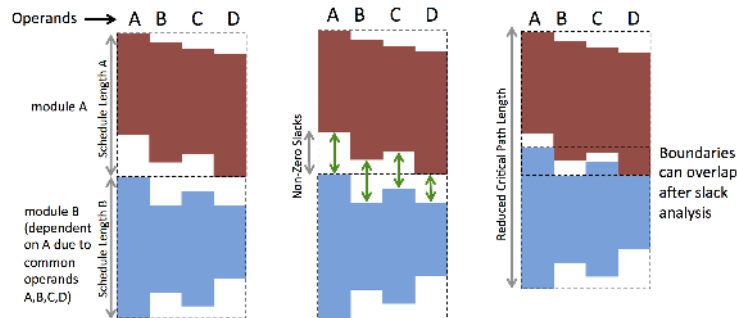 Operands
A B C D
A B C D
A B C D
module A
Schedule Length A
module B
(dependent
on A due to
common
operands
A,B,C,D)
Schedule Length B
Non-Zero Slacks
Reduced Critical Path Length
Boundaries
can overlap
after slack
analysis